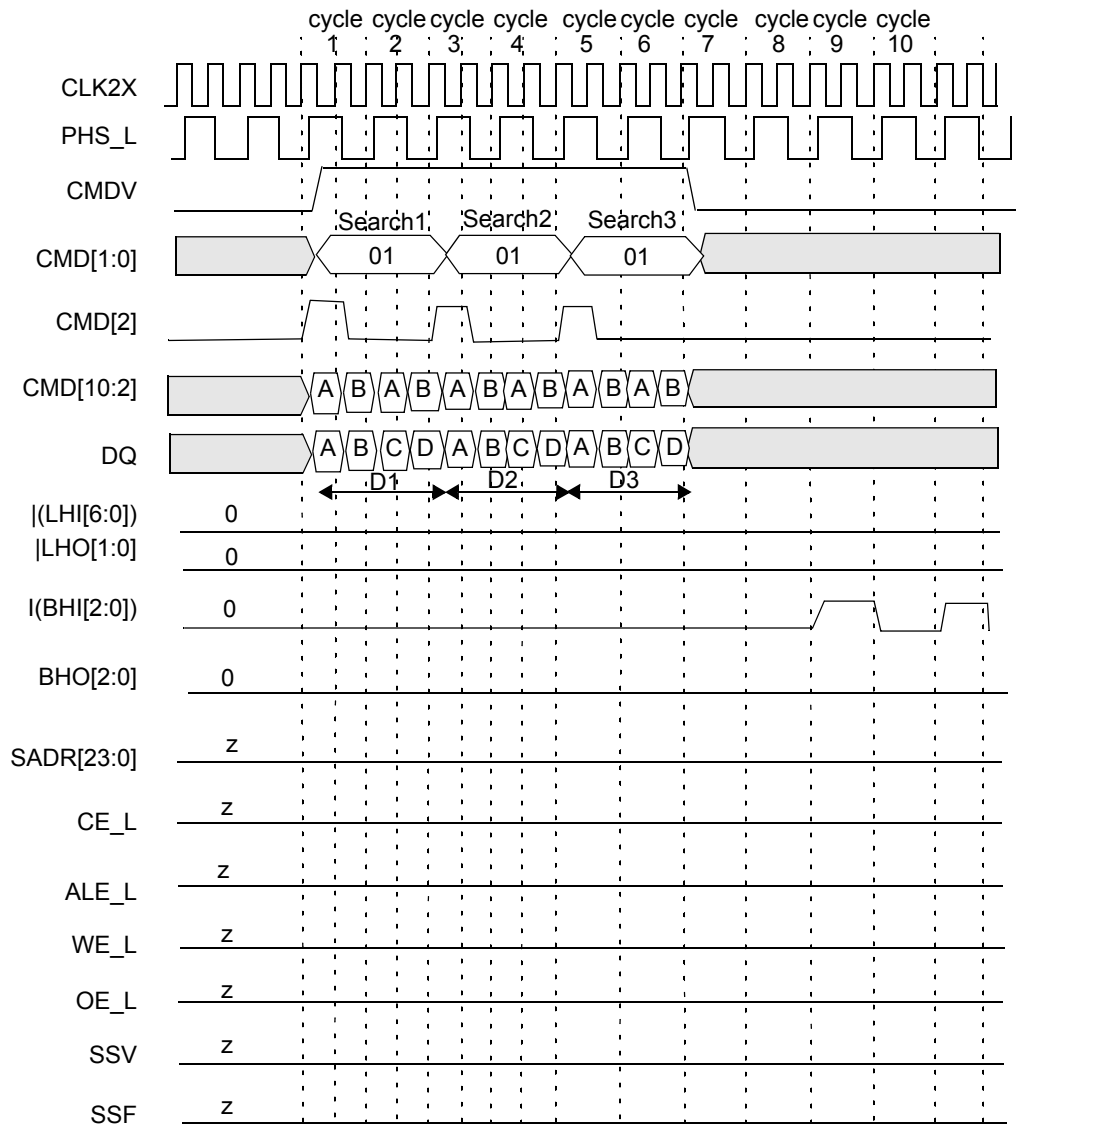 cycle cycle cycle cycle cycle cycle cycle cycle cycle cycle
1 2 3 4 5 6 7 8 9 10
CLK2X
PHS_L
CMDV
Search1 Search2 Search3
CMD[1:0] 01 01 01
CMD[2]
CMD[10:2] A B A B A B A B A B A B
DQ A B C D A B C D A B C D
D1 D2 D3
|(LHI[6:0]) 0
|LHO[1:0] 0
I(BHI[2:0]) 0
BHO[2:0] 0
SADR[23:0] z
CE_L z
ALE_L z
WE_L z
OE_L z
SSV z
SSF z